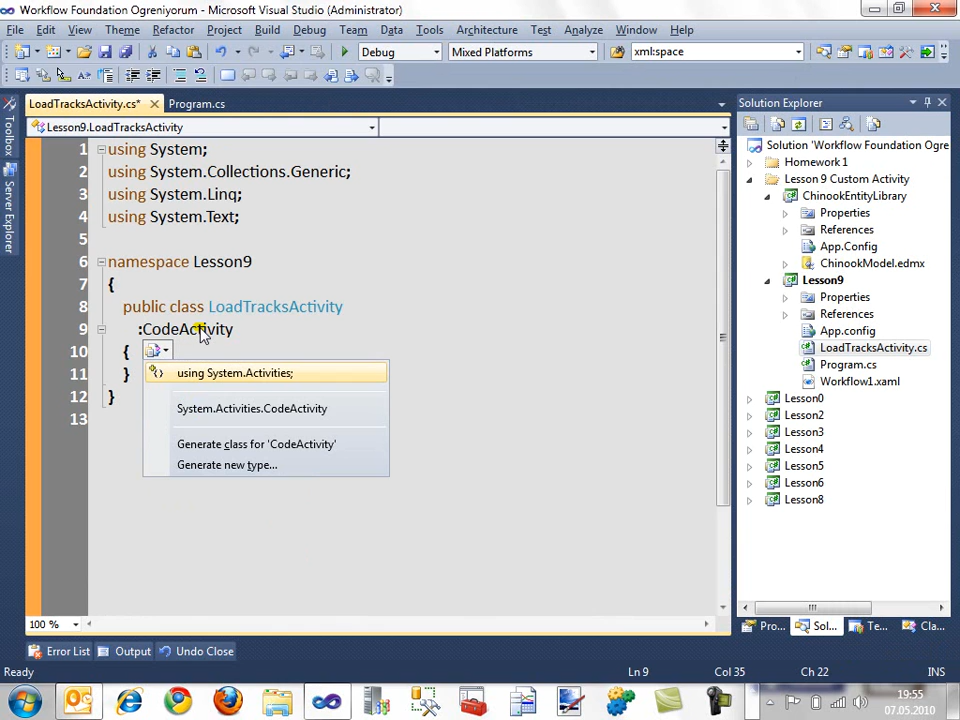 Workflow Foundation Ogreniyorum - Microsoft Visual Studio (Administrator)
File Edit View Theme Refactor Project Build Debug Team Data Tools Architecture Test Analyze Window Help
Debug Mixed Platforms xml:space
LoadTracksActivity.cs* Program.cs
Lesson9.LoadTracksActivity
Toolbox
Server Explorer
1 using System;
2 using System.Collections.Generic;
3 using System.Linq;
4 using System.Text;
5
6 namespace Lesson9
7 {
8 public class LoadTracksActivity
9 :CodeActivity
10 {
11 }
12 }
13
using System.Activities;
System.Activities.CodeActivity
Generate class for 'CodeActivity'
Generate new type...
100 %
Solution Explorer
Solution 'Workflow Foundation Ogre
Homework 1
Lesson 9 Custom Activity
ChinookEntityLibrary
Properties
References
App.Config
ChinookModel.edmx
Lesson9
Properties
References
App.config
LoadTracksActivity.cs
Program.cs
Workflow1.xaml
Lesson0
Lesson2
Lesson3
Lesson4
Lesson5
Lesson6
Lesson8
Pro... Sol... Te... Cla...
Error List Output Undo Close
Ready Ln 9 Col 35 Ch 22 INS
19:55
07.05.2010